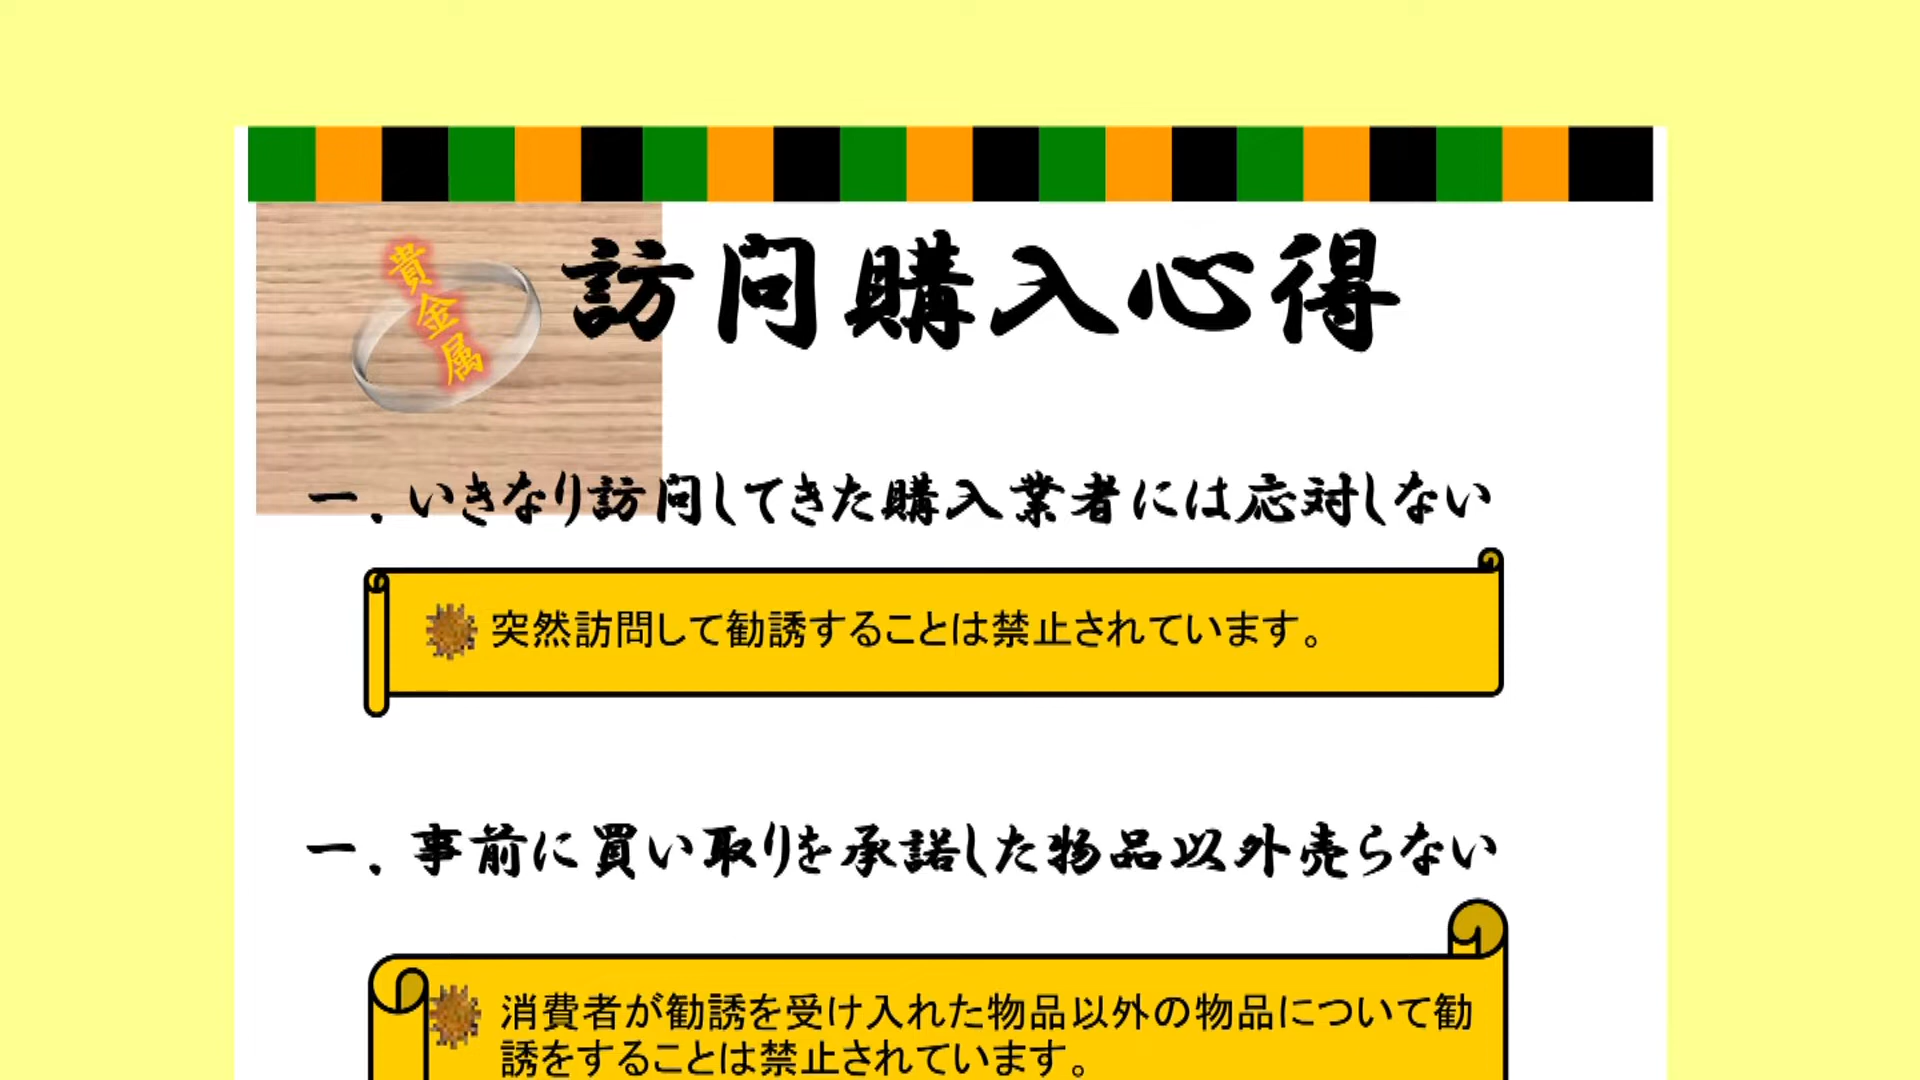 訪問購入心得
貴金属
一．いきなり訪問してきた購入業者には応対しない
突然訪問して勧誘することは禁止されています。
一．事前に買い取りを承諾した物品以外売らない
消費者が勧誘を受け入れた物品以外の物品について勧
誘をすることは禁止されています。